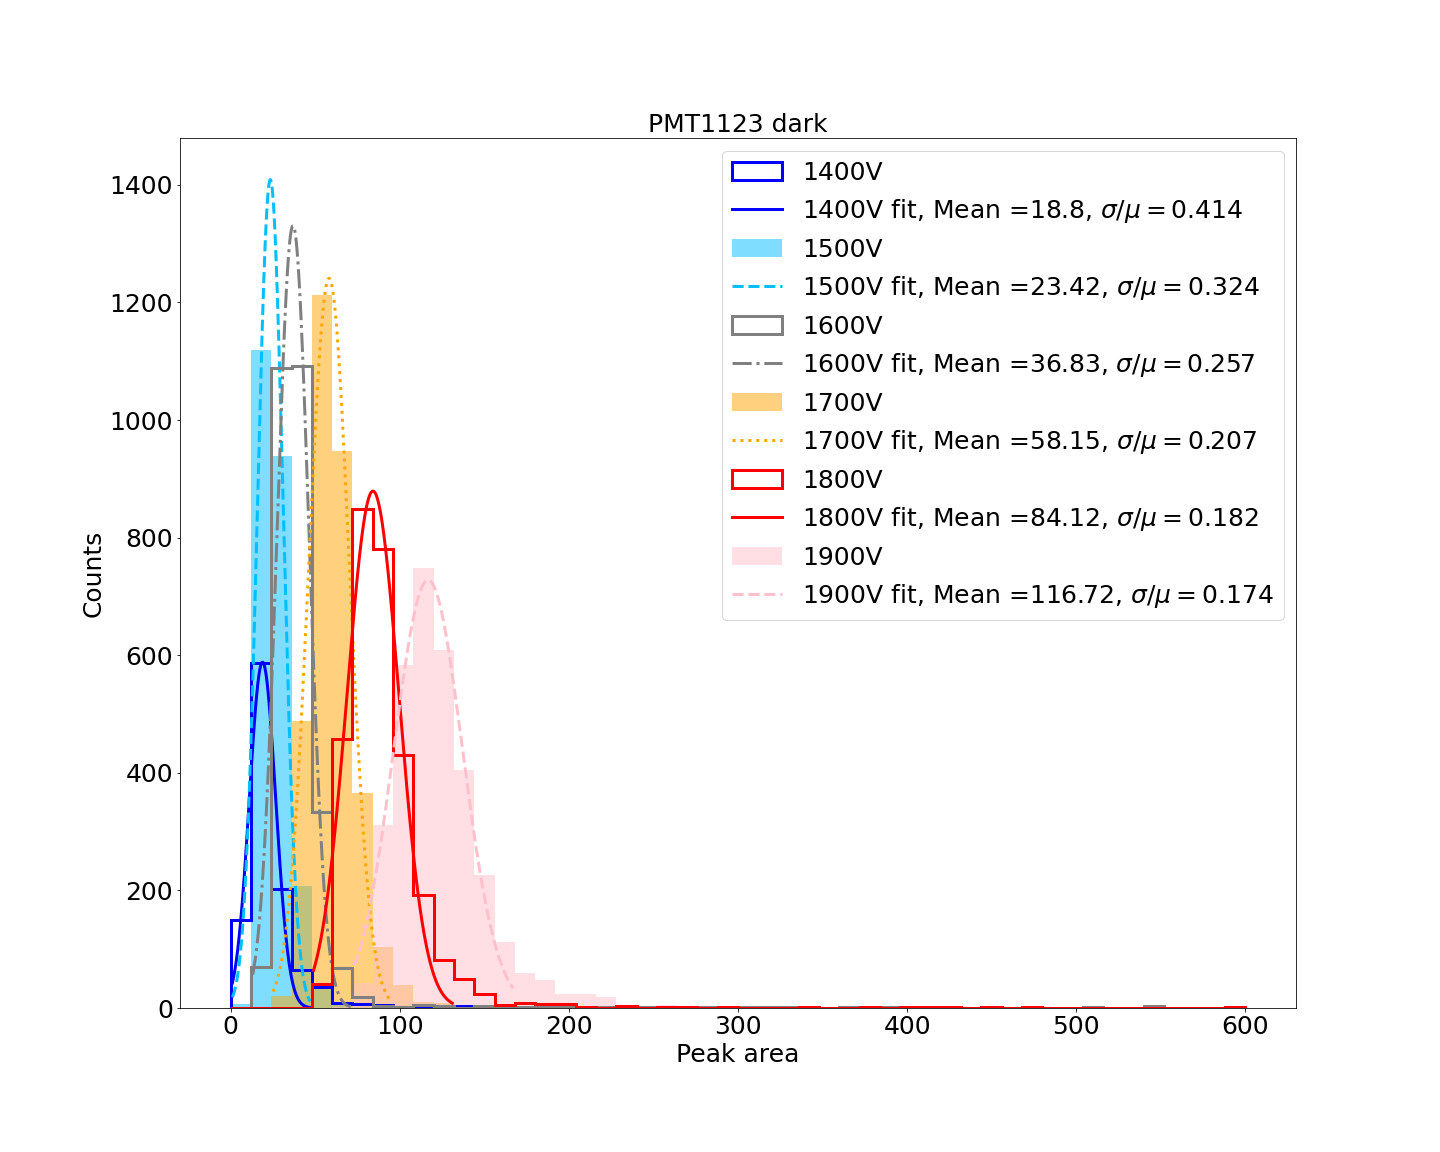 PMT1123 dark
1400V
1400V fit, Mean =18.8, σ/μ = 0.414
1500V
1500V fit, Mean =23.42, σ/μ = 0.324
1600V
1600V fit, Mean =36.83, σ/μ = 0.257
1700V
1700V fit, Mean =58.15, σ/μ = 0.207
1800V
1800V fit, Mean =84.12, σ/μ = 0.182
1900V
1900V fit, Mean =116.72, σ/μ = 0.174
Counts
1400
1200
1000
800
600
400
200
0
0 100 200 300 400 500 600
Peak area